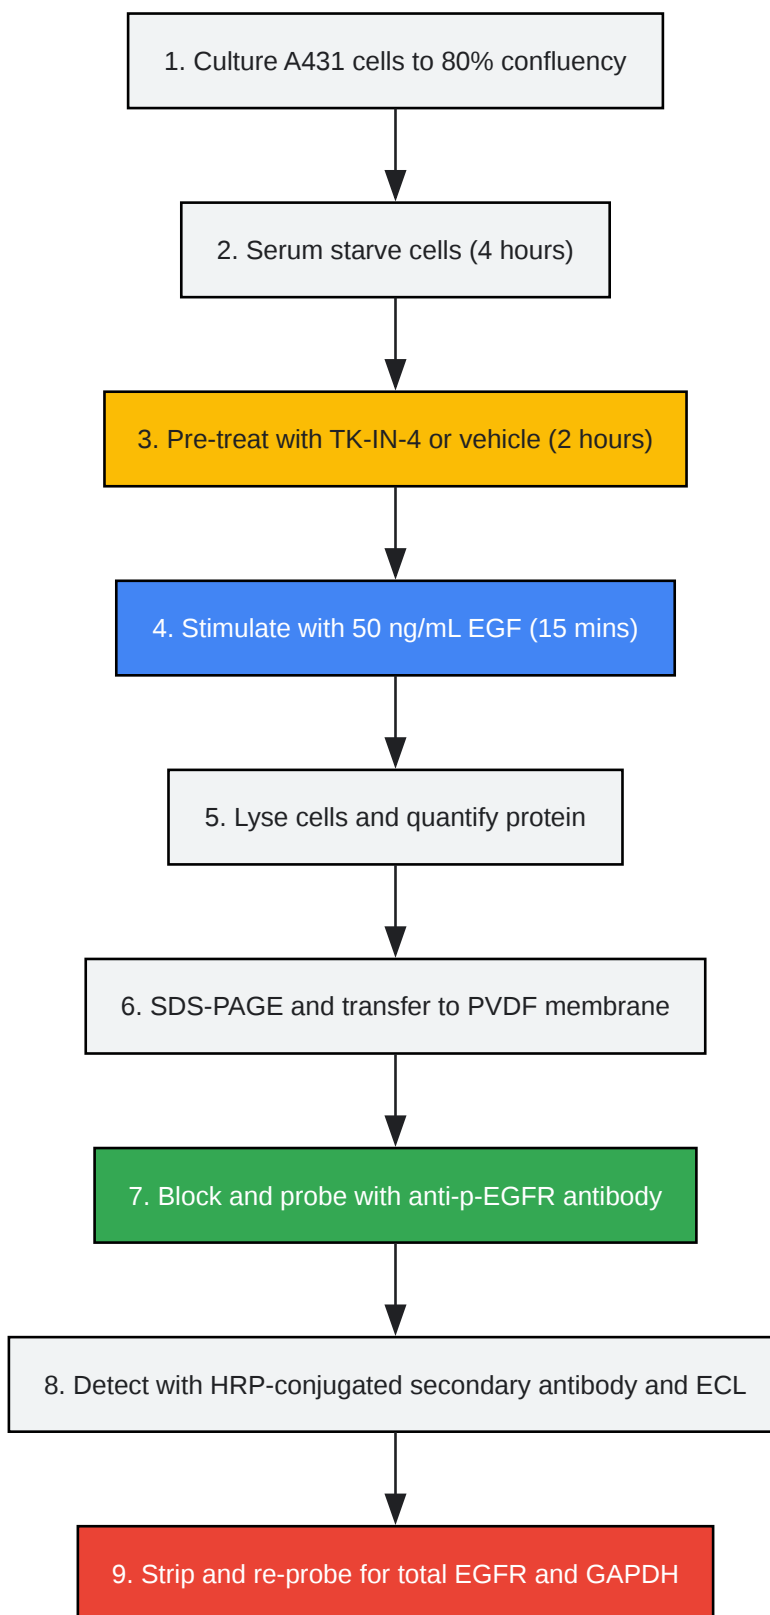 1. Culture A431 cells to 80% confluency
2. Serum starve cells (4 hours)
3. Pre-treat with TK-IN-4 or vehicle (2 hours)
4. Stimulate with 50 ng/mL EGF (15 mins)
5. Lyse cells and quantify protein
6. SDS-PAGE and transfer to PVDF membrane
7. Block and probe with anti-p-EGFR antibody
8. Detect with HRP-conjugated secondary antibody and ECL
9. Strip and re-probe for total EGFR and GAPDH